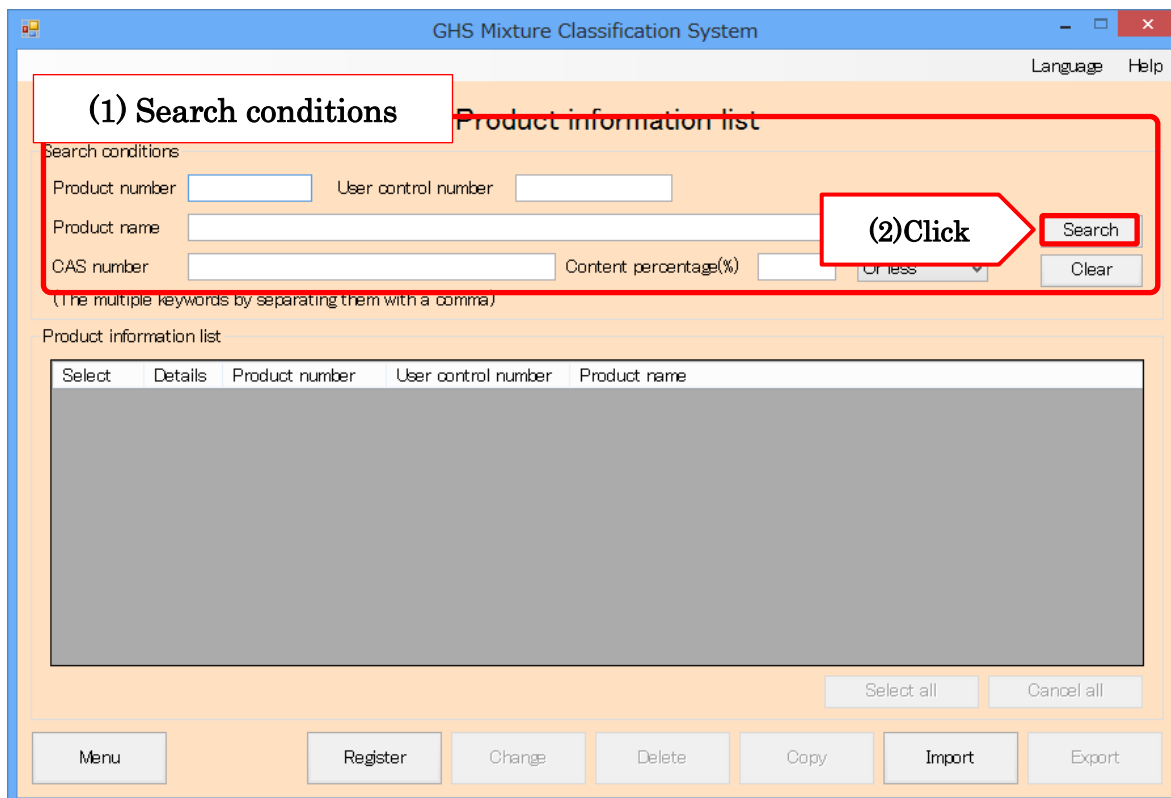 GHS Mixture Classification System
Language Help
(1) Search conditions
Product information list
Search conditions
Product number User control number
Product name (2)Click Search
CAS number Content percentage(%) Or less Clear
(The multiple keywords by separating them with a comma)
Product information list
Select Details Product number User control number Product name
Select all Cancel all
Menu Register Change Delete Copy Import Export